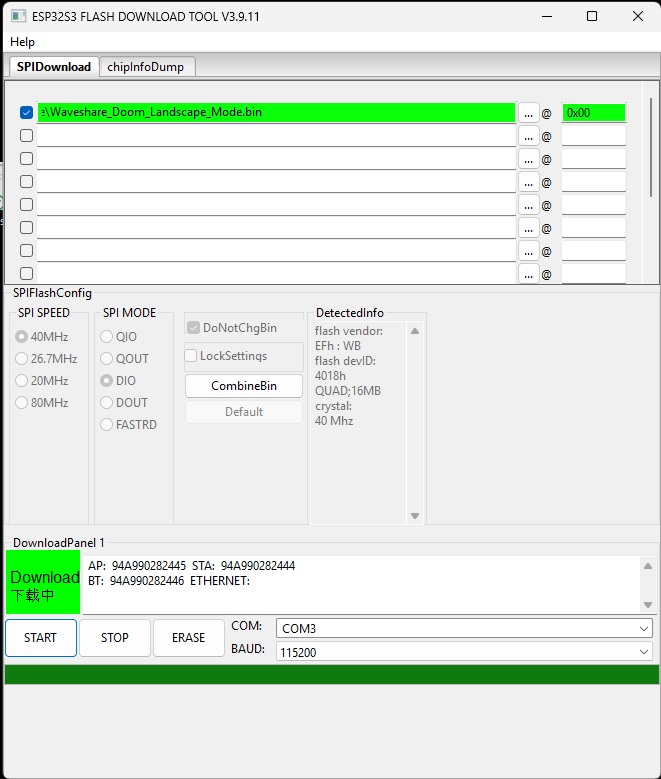 ESP32S3 FLASH DOWNLOAD TOOL V3.9.11
Help
SPIDownload chipInfoDump
e\Waveshare_Doom_Landscape_Mode.bin ... @ 0x00
... @
... @
... @
... @
... @
... @
... @
SPIFlashConfig
SPI SPEED
40MHz
26.7MHz
20MHz
80MHz
SPI MODE
QIO
QOUT
DIO
DOUT
FASTRD
DoNotChgBin
LockSettings
CombineBin
Default
DetectedInfo
flash vendor:
EFh : WB
flash devID:
4018h
QUAD;16MB
crystal:
40 Mhz
DownloadPanel 1
Download
下载中
AP: 94A990282445 STA: 94A990282444
BT: 94A990282446 ETHERNET:
START STOP ERASE
COM: COM3
BAUD: 115200